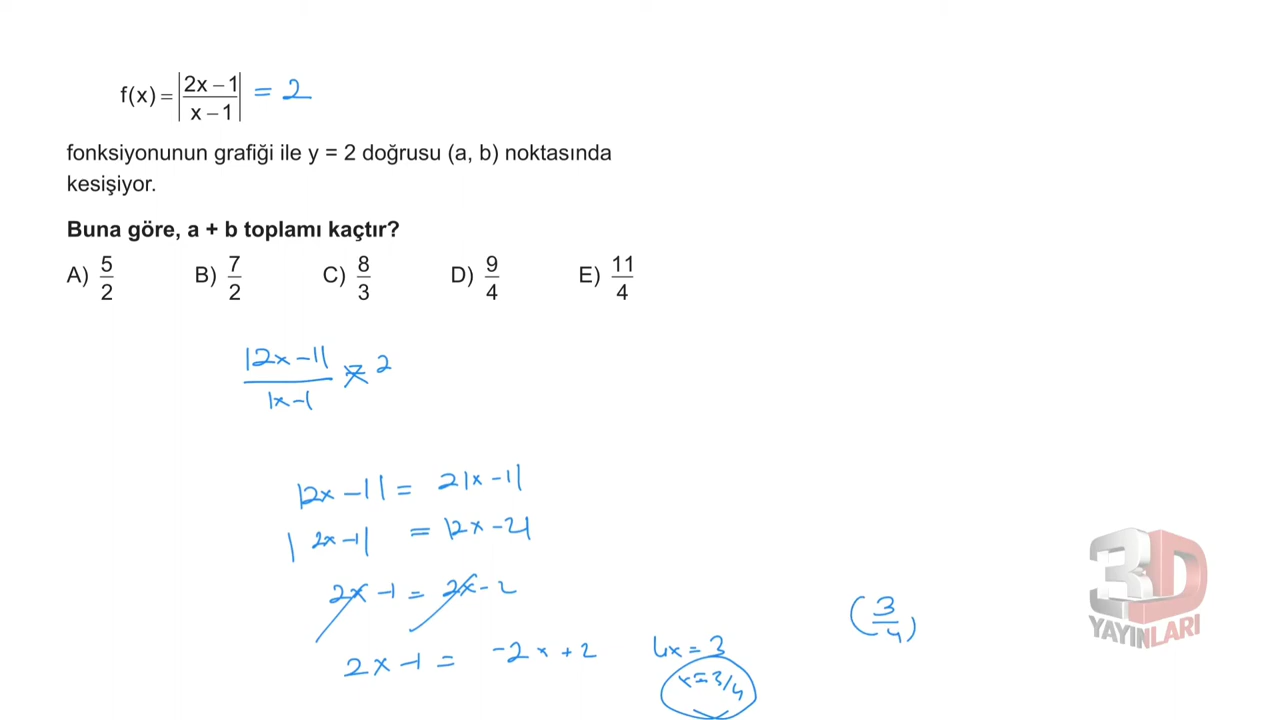 f(x) = |2x – 1 / x – 1| = 2
fonksiyonunun grafiği ile y = 2 doğrusu (a, b) noktasında
kesişiyor.
Buna göre, a + b toplamı kaçtır?
A) 5/2 B) 7/2 C) 8/3 D) 9/4 E) 11/4
|2x – 1| / |x – 1 = 2
|2x – 1| = 2|x – 1|
|2x – 1| = |2x – 2|
2x – 1 = 2x – 2
2x – 1 = -2x + 2 4x = 3
x = 3/4
(3/4)
3D
YAYINLARI